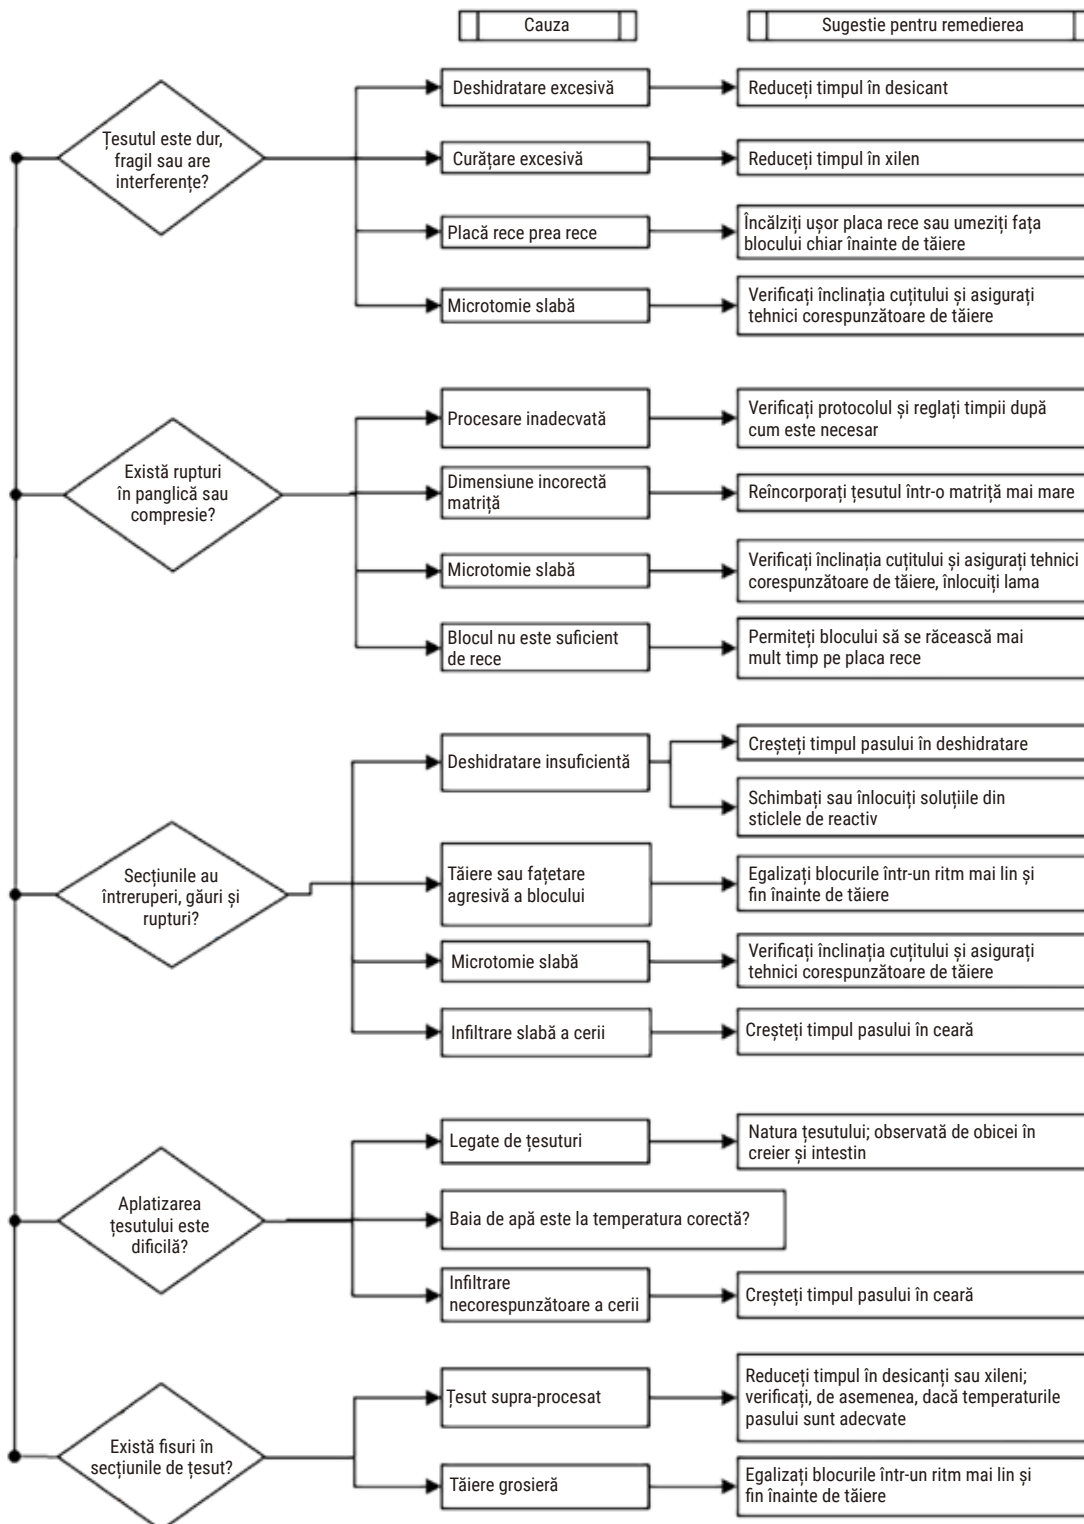 Cauza
Sugestie pentru remedierea
Țesutul este dur,
fragil sau are
interferențe?
Deshidratare excesivă
Reduceți timpul în desicant
Curățare excesivă
Reduceți timpul în xilen
Placă rece prea rece
Încălziți ușor placa rece sau umeziți fața
blocului chiar înainte de tăiere
Microtomie slabă
Verificați înclinația cuțitului și asigurați
tehnici corespunzătoare de tăiere
Există rupturi
în panglică sau
compresie?
Procesare inadecvată
Verificați protocolul și reglați timpii după
cum este necesar
Dimensiune incorectă
matriță
Reîncorporați țesutul într-o matriță mai mare
Microtomie slabă
Verificați înclinația cuțitului și asigurați tehnici
corespunzătoare de tăiere, înlocuiți lama
Blocul nu este suficient
de rece
Permiteți blocului să se răcească mai
mult timp pe placa rece
Secțiunile au
întreruperi, găuri și
rupturi?
Deshidratare insuficientă
Creșteți timpul pasului în deshidratare
Schimbați sau înlocuiți soluțiile din
sticlele de reactiv
Tăiere sau fațetare
agresivă a blocului
Egalizați blocurile într-un ritm mai lin și
fin înainte de tăiere
Microtomie slabă
Verificați înclinația cuțitului și asigurați
tehnici corespunzătoare de tăiere
Infiltrare slabă a cerii
Creșteți timpul pasului în ceară
Aplatizarea
țesutului este
dificilă?
Legate de țesuturi
Natura țesutului; observată de obicei în
creier și intestin
Baia de apă este la temperatura corectă?
Infiltrare
necorespunzătoare a cerii
Creșteți timpul pasului în ceară
Există fisuri în
secțiunile de țesut?
Țesut supra-procesat
Reduceți timpul în desicanți sau xileni;
verificați, de asemenea, dacă temperaturile
pasului sunt adecvate
Tăiere grosieră
Egalizați blocurile într-un ritm mai lin și
fin înainte de tăiere